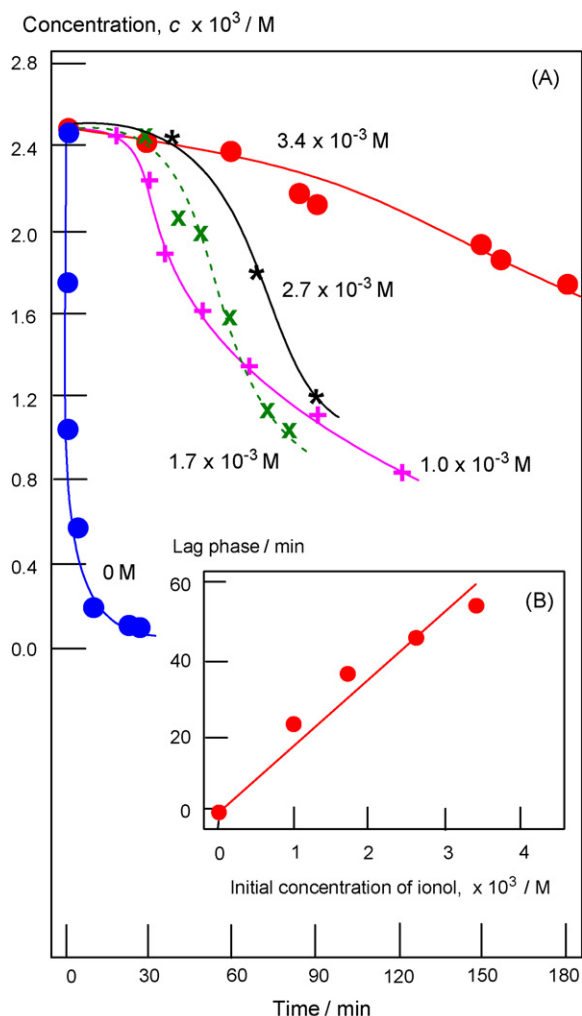 Concentration, c x 10³ / M
(A)
2.8
2.4
2.0
1.6
1.2
0.8
0.4
0.0
3.4 x 10⁻³ M
2.7 x 10⁻³ M
1.7 x 10⁻³ M
1.0 x 10⁻³ M
0 M
Lag phase / min
(B)
60
40
20
0
0 1 2 3 4
Initial concentration of ionol, x 10³ / M
0 30 60 90 120 150 180
Time / min